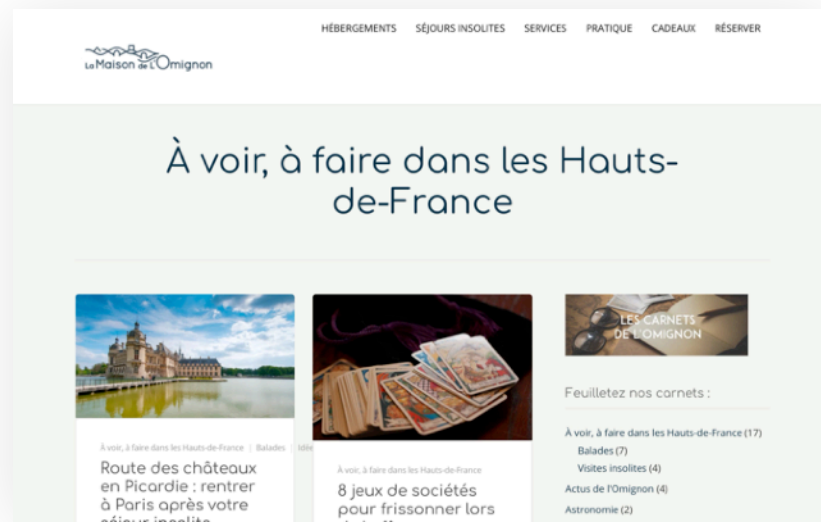 HÉBERGEMENTS SÉJOURS INSOLITES SERVICES PRATIQUE CADEAUX RÉSERVER
La Maison de L'Omignon
À voir, à faire dans les Hauts-
de-France
À voir, à faire dans les Hauts-de-France | Balades |
Route des châteaux
en Picardie : rentrer
à Paris après votre
séjour insolite
À voir, à faire dans les Hauts-de-France
8 jeux de sociétés
pour frissonner lors
LES CARNETS
DE L'OMIGNON
Feuilletez nos carnets :
À voir, à faire dans les Hauts-de-France (17)
Balades (7)
Visites insolites (4)
Actus de l'Omignon (4)
Astronomie (2)